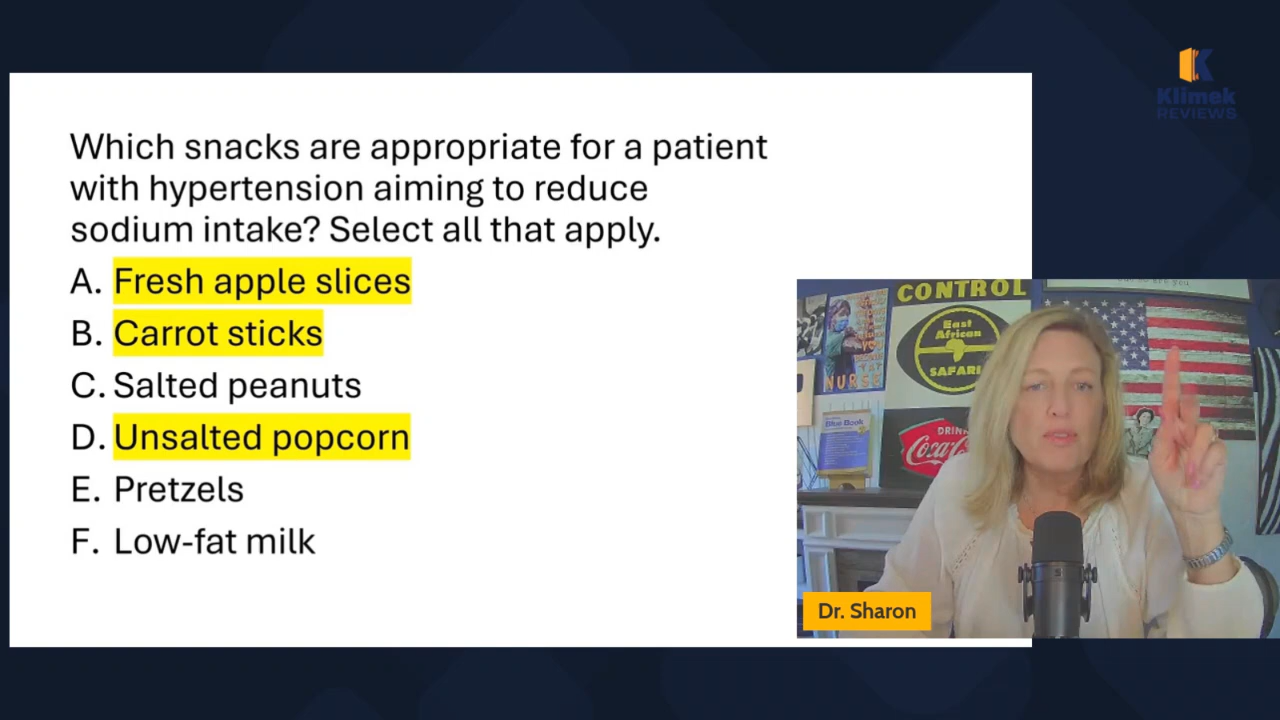 Klimek
REVIEWS
Which snacks are appropriate for a patient
with hypertension aiming to reduce
sodium intake? Select all that apply.
A. Fresh apple slices
B. Carrot sticks
C. Salted peanuts
D. Unsalted popcorn
E. Pretzels
F. Low-fat milk
CONTROL
East
African
SAFARI
NURSE
Blue Book
DRINK
Coca-C
Dr. Sharon